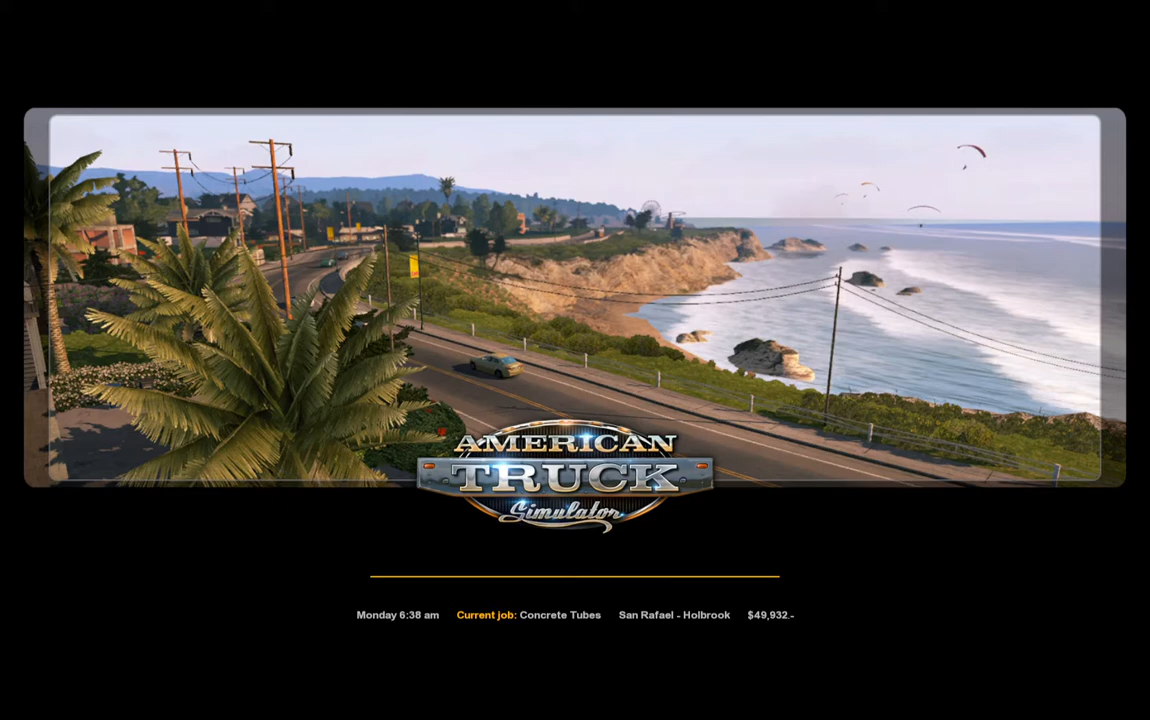 AMERICAN
TRUCK
Simulator
Monday 6:38 am Current job: Concrete Tubes San Rafael - Holbrook $49,932.-